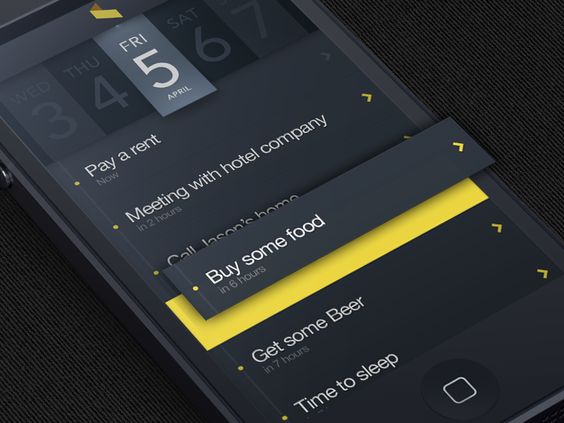 WED
3
THU
4
FRI
5
APRIL
SAT
6
7
Pay a rent
Now
Meeting with hotel company
in 2 hours
Call Jason's home
Buy some food
in 6 hours
Get some Beer
in 7 hours
Time to sleep